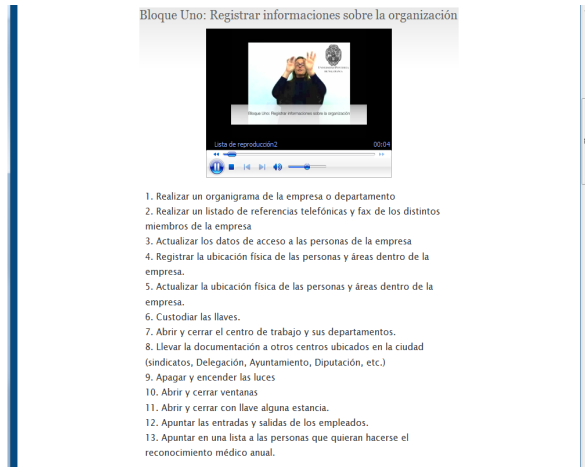 Bloque Uno: Registrar informaciones sobre la organización
Bloque Uno: Registrar informaciones sobre la organización
Lista de reproducción2 00:04
1. Realizar un organigrama de la empresa o departamento
2. Realizar un listado de referencias telefónicas y fax de los distintos
miembros de la empresa
3. Actualizar los datos de acceso a las personas de la empresa
4. Registrar la ubicación física de las personas y áreas dentro de la
empresa.
5. Actualizar la ubicación física de las personas y áreas dentro de la
empresa.
6. Custodiar las llaves.
7. Abrir y cerrar el centro de trabajo y sus departamentos.
8. Llevar la documentación a otros centros ubicados en la ciudad
(sindicatos, Delegación, Ayuntamiento, Diputación, etc.)
9. Apagar y encender las luces
10. Abrir y cerrar ventanas
11. Abrir y cerrar con llave alguna estancia.
12. Apuntar las entradas y salidas de los empleados.
13. Apuntar en una lista a las personas que quieran hacerse el
reconocimiento médico anual.